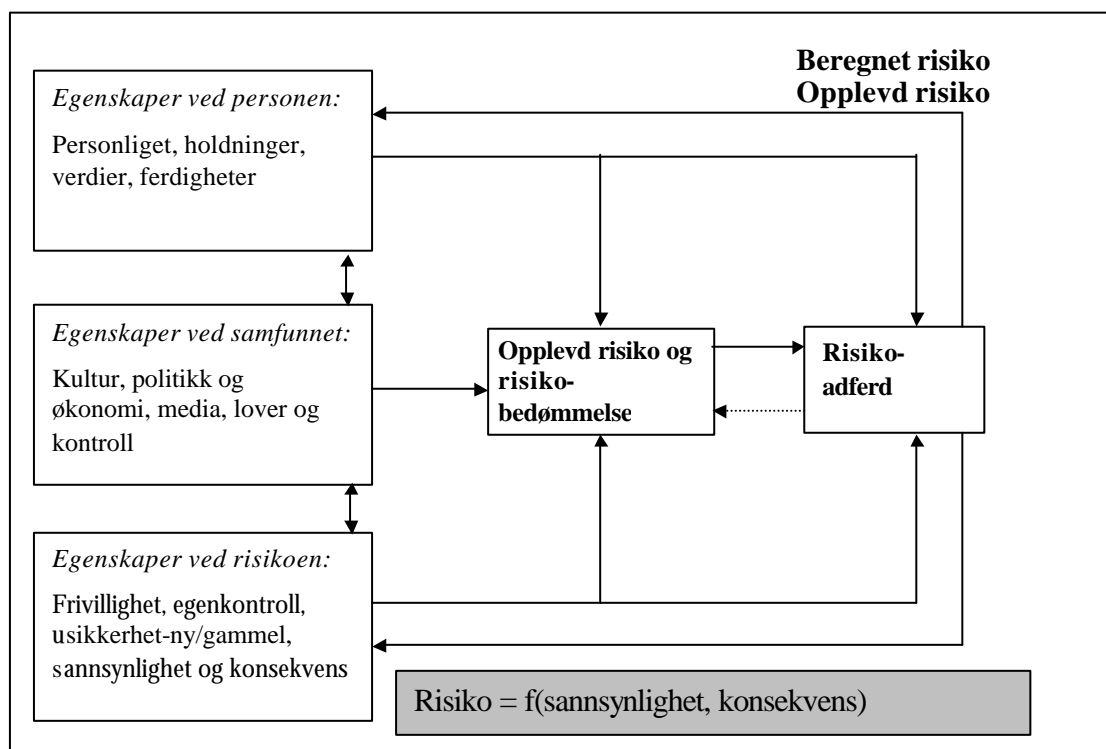 Beregnet risiko
Opplevd risiko
Egenskaper ved personen:
Personliget, holdninger,
verdier, ferdigheter
Egenskaper ved samfunnet:
Kultur, politikk og
økonomi, media, lover og
kontroll
Opplevd risiko og
risiko-
bedømmelse
Risiko-
adferd
Egenskaper ved risikoen:
Frivillighet, egenkontroll,
usikkerhet-ny/gammel,
sannsynlighet og konsekvens
Risiko = f(sannsynlighet, konsekvens)